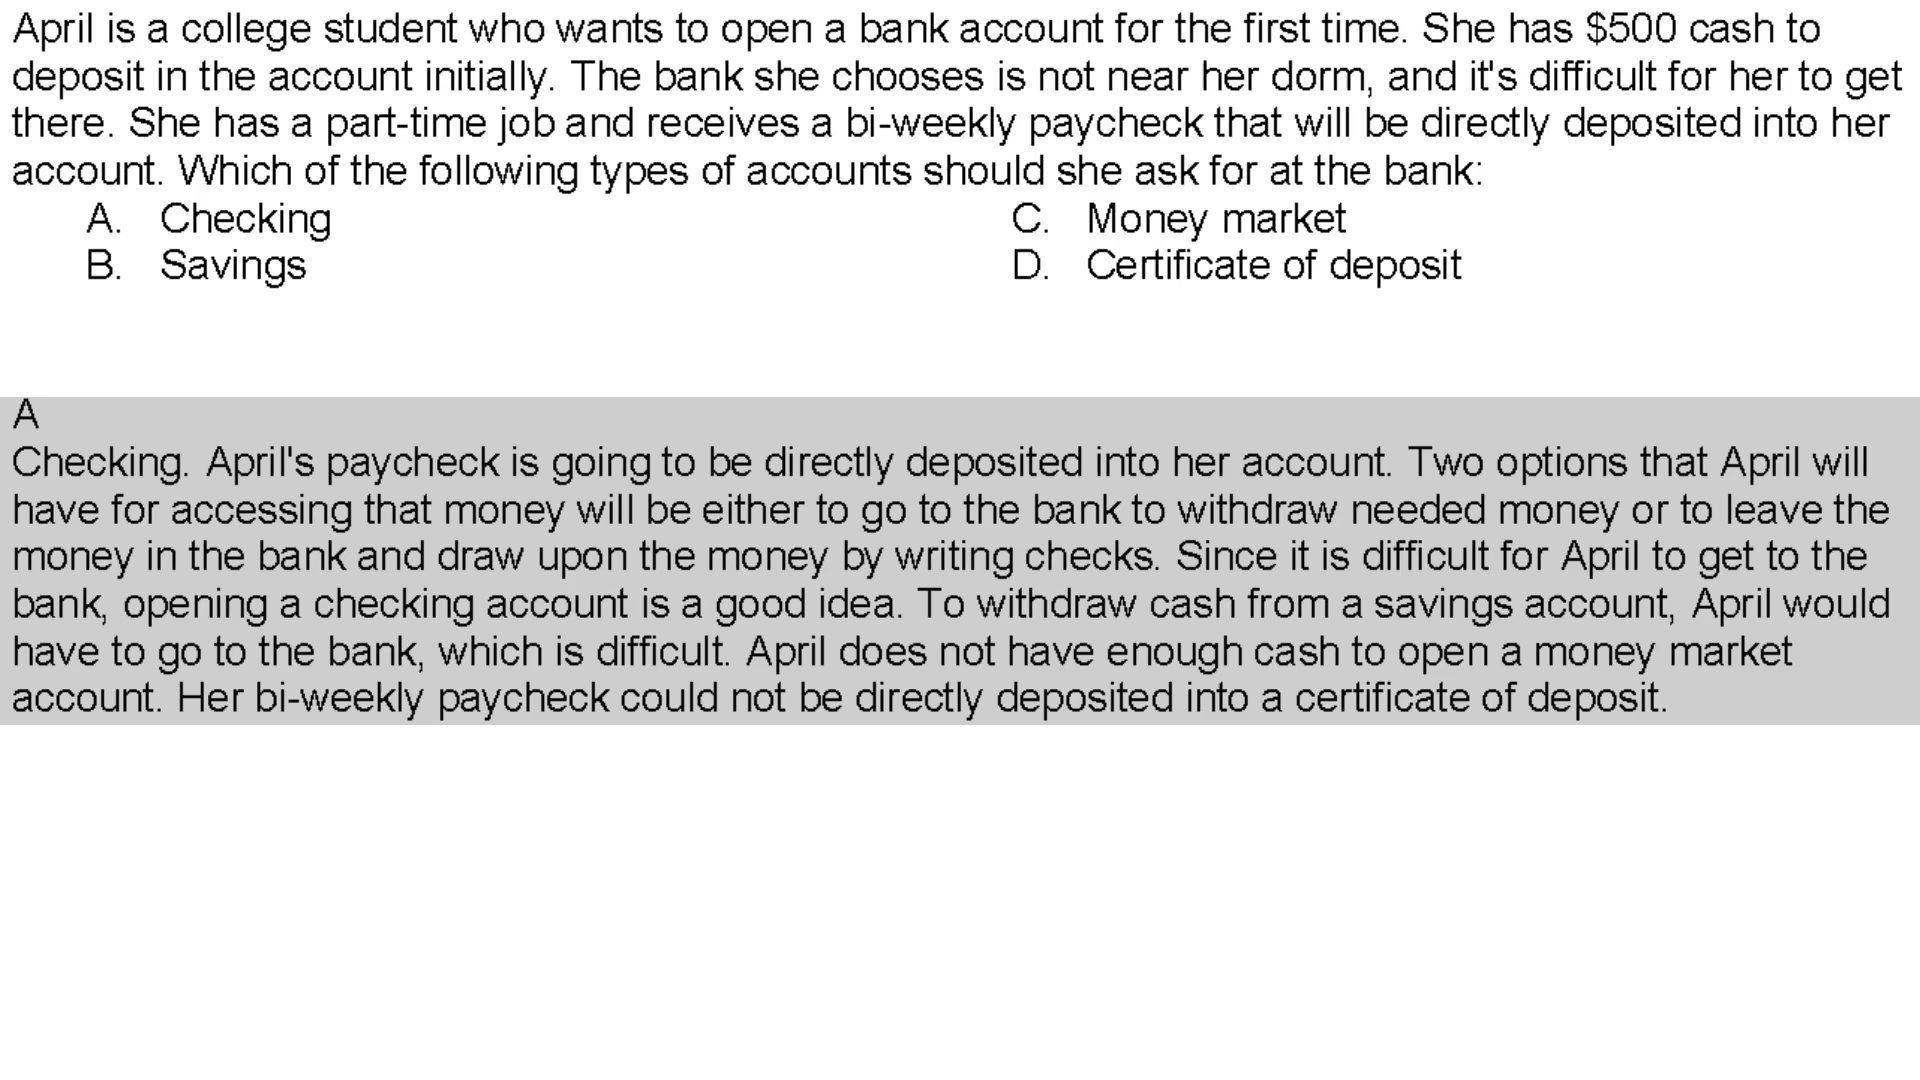 April is a college student who wants to open a bank account for the first time. She has $500 cash to
deposit in the account initially. The bank she chooses is not near her dorm, and it's difficult for her to get
there. She has a part-time job and receives a bi-weekly paycheck that will be directly deposited into her
account. Which of the following types of accounts should she ask for at the bank:
A. Checking
B. Savings
C. Money market
D. Certificate of deposit
A
Checking. April's paycheck is going to be directly deposited into her account. Two options that April will
have for accessing that money will be either to go to the bank to withdraw needed money or to leave the
money in the bank and draw upon the money by writing checks. Since it is difficult for April to get to the
bank, opening a checking account is a good idea. To withdraw cash from a savings account, April would
have to go to the bank, which is difficult. April does not have enough cash to open a money market
account. Her bi-weekly paycheck could not be directly deposited into a certificate of deposit.